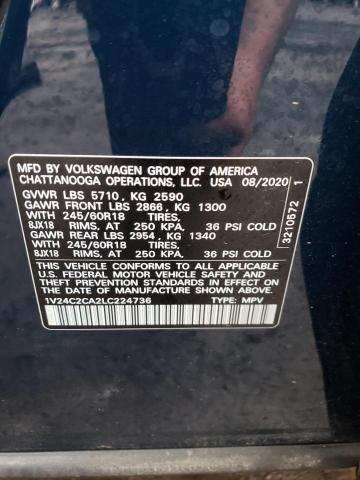 MFD BY VOLKSWAGEN GROUP OF AMERICA
CHATTANOOGA OPERATIONS, LLC. USA 08/2020
GVWR LBS 5710, KG 2590
GAWR FRONT LBS 2866, KG 1300
WITH 245/60R18 TIRES,
8JX18 RIMS, AT 250 KPA, 36 PSI COLD
GAWR REAR LBS 2954, KG 1340
WITH 245/60R18 TIRES,
8JX18 RIMS, AT 250 KPA, 36 PSI COLD
THIS VEHICLE CONFORMS TO ALL APPLICABLE
U.S. FEDERAL MOTOR VEHICLE SAFETY AND
THEFT PREVENTION STANDARDS IN EFFECT
ON THE DATE OF MANUFACTURE SHOWN
ABOVE.
1V24C2CA2LC224736 TYPE: MPV
3210572 1